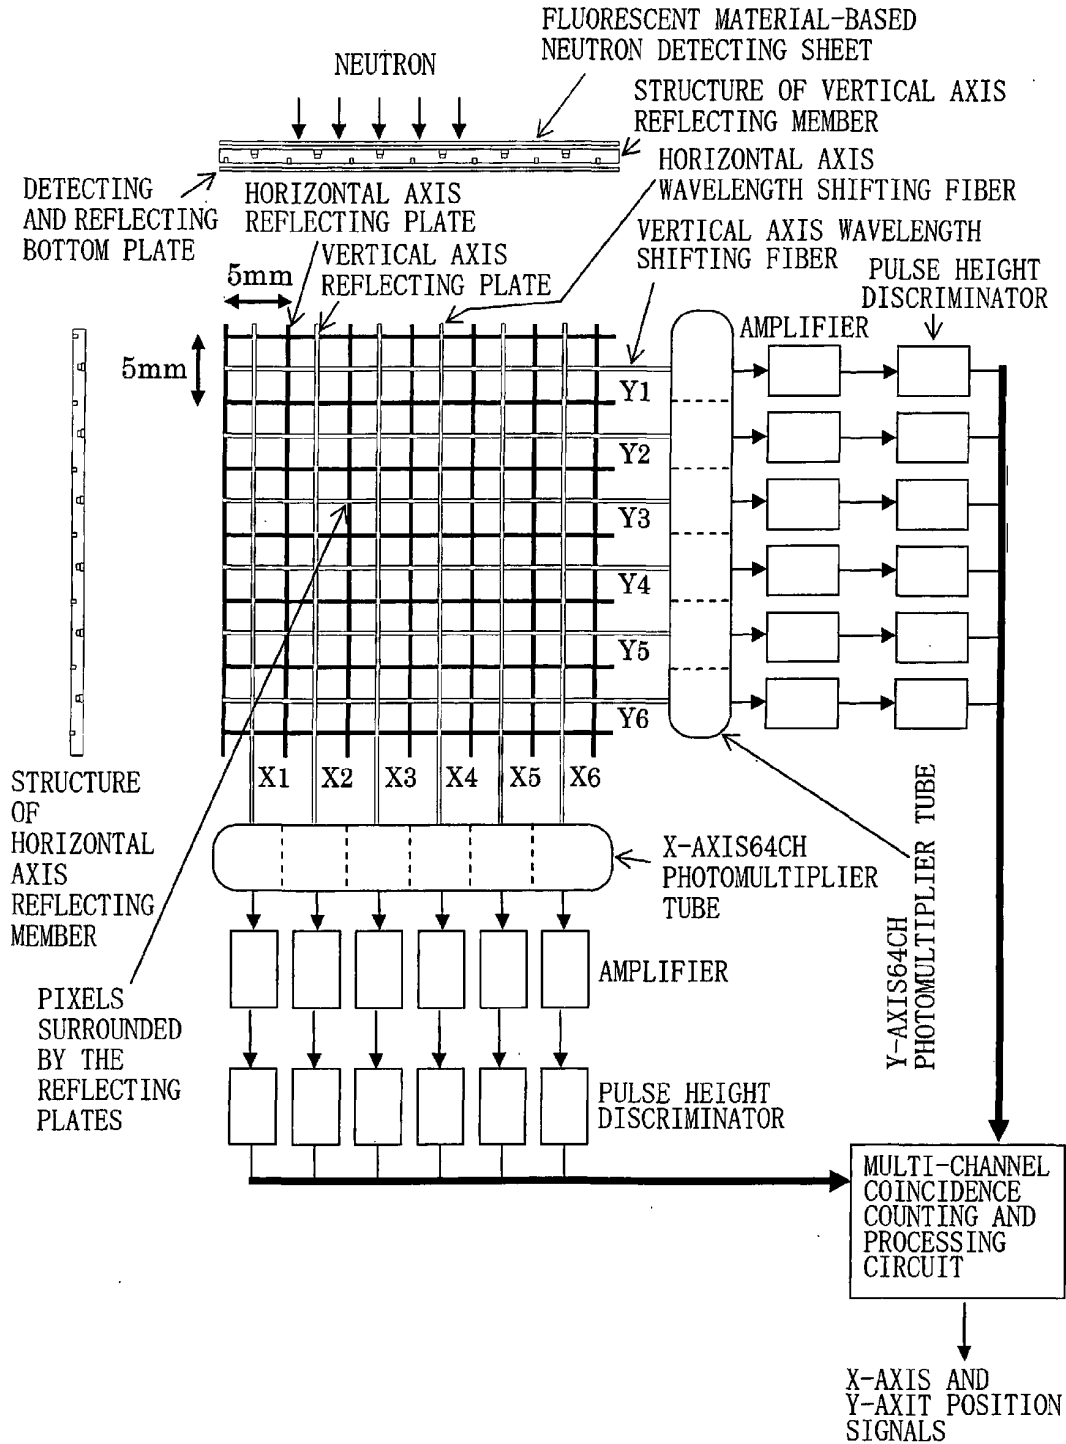 FLUORESCENT MATERIAL-BASED
NEUTRON DETECTING SHEET
NEUTRON
STRUCTURE OF VERTICAL AXIS
REFLECTING MEMBER
HORIZONTAL AXIS
WAVELENGTH SHIFTING FIBER
DETECTING
AND REFLECTING
BOTTOM PLATE
HORIZONTAL AXIS
REFLECTING PLATE
VERTICAL AXIS WAVELENGTH
SHIFTING FIBER
VERTICAL AXIS
REFLECTING PLATE
PULSE HEIGHT
DISCRIMINATOR
5mm
AMPLIFIER
5mm
Y1
Y2
Y3
Y4
Y5
Y6
X1
X2
X3
X4
X5
X6
STRUCTURE
OF
HORIZONTAL
AXIS
REFLECTING
MEMBER
X-AXIS64CH
PHOTOMULTIPLIER
TUBE
Y-AXIS64CH
PHOTOMULTIPLIER TUBE
AMPLIFIER
PIXELS
SURROUNDED
BY THE
REFLECTING
PLATES
PULSE HEIGHT
DISCRIMINATOR
MULTI-CHANNEL
COINCIDENCE
COUNTING AND
PROCESSING
CIRCUIT
X-AXIS AND
Y-AXIT POSITION
SIGNALS